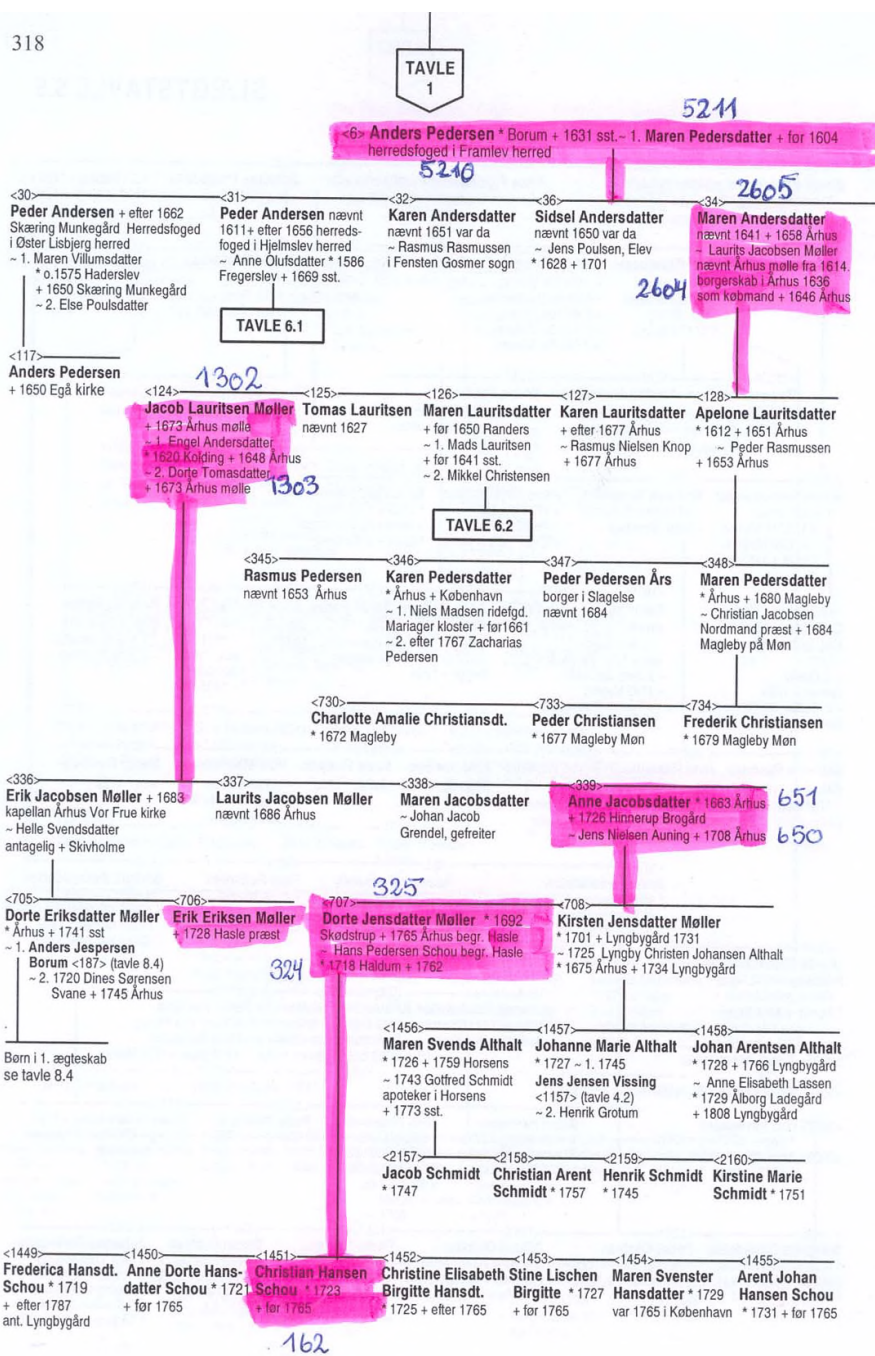 318
TAVLE
1
5211
<6> Anders Pedersen * Borum + 1631 sst.~ 1. Maren Pedersdatter + før 1604
herredsfoged i Framlev herred
5210
<30>
Peder Andersen + efter 1662
Skæring Munkegård Herredsfoged
i Øster Lisbjerg herred
~ 1. Maren Villumsdatter
* o.1575 Haderslev
+ 1650 Skæring Munkegård
~ 2. Else Poulsdatter
<31>
Peder Andersen nævnt
1611+ efter 1656 herreds-
foged i Hjelmslev herred
~ Anne Olufsdatter * 1586
Fregerslev + 1669 sst.
TAVLE 6.1
<32>
Karen Andersdatter
nævnt 1651 var da
~ Rasmus Rasmussen
i Fensten Gosmer sogn
<36>
Sidsel Andersdatter
nævnt 1650 var da
~ Jens Poulsen, Elev
* 1628 + 1701
2605
<34>
Maren Andersdatter
nævnt 1641 + 1658 Århus
~ Laurits Jacobsen Møller
nævnt Århus mølle fra 1614.
borgerskab i Århus 1636
som købmand + 1646 Århus
2604
<117>
Anders Pedersen
+ 1650 Egå kirke
1302
<124>
Jacob Lauritsen Møller
+ 1673 Århus mølle
~ 1. Engel Andersdatter
* 1620 Kolding + 1648 Århus
~ 2. Dorte Tomasdatter
+ 1673 Århus mølle
1303
<125>
Tomas Lauritsen
nævnt 1627
<126>
Maren Lauritsdatter
+ før 1650 Randers
~ 1. Mads Lauritsen
+ før 1641 sst.
~ 2. Mikkel Christensen
TAVLE 6.2
<127>
Karen Lauritsdatter
+ efter 1677 Århus
~ Rasmus Nielsen Knop
+ 1677 Århus
<128>
Apelone Lauritsdatter
* 1612 + 1651 Århus
~ Peder Rasmussen
+ 1653 Århus
<345>
Rasmus Pedersen
nævnt 1653 Århus
<346>
Karen Pedersdatter
* Århus + København
~ 1. Niels Madsen ridefgd.
Mariager kloster + før1661
~ 2. efter 1767 Zacharias
Pedersen
<347>
Peder Pedersen Års
borger i Slagelse
nævnt 1684
<348>
Maren Pedersdatter
* Århus + 1680 Magleby
~ Christian Jacobsen
Nordmand præst + 1684
Magleby på Møn
<730>
Charlotte Amalie Christiansdt.
* 1672 Magleby
<733>
Peder Christiansen
* 1677 Magleby Møn
<734>
Frederik Christiansen
* 1679 Magleby Møn
<336>
Erik Jacobsen Møller + 1683
kapellan Århus Vor Frue kirke
~ Helle Svendsdatter
antagelig + Skivholme
<337>
Laurits Jacobsen Møller
nævnt 1686 Århus
<338>
Maren Jacobsdatter
~ Johan Jacob
Grendel, gefreiter
<339>
Anne Jacobsdatter * 1663 Århus
+ 1726 Hinnerup Brogård
~ Jens Nielsen Auning + 1708 Århus
651
650
<705>
Dorte Eriksdatter Møller
* Århus + 1741 sst
~ 1. Anders Jespersen
Borum <187> (tavle 8.4)
~ 2. 1720 Dines Sørensen
Svane + 1745 Århus
Børn i 1. ægteskab
se tavle 8.4
<706>
Erik Eriksen Møller
+ 1728 Hasle præst
325
<707>
Dorte Jensdatter Møller * 1692
Skødstrup + 1765 Århus begr. Hasle
~ Hans Pedersen Schou begr. Hasle
* 1718 Haldum + 1762
324
<708>
Kirsten Jensdatter Møller
* 1701 + Lyngbygård 1731
~ 1725 Lyngby Christen Johansen Althalt
* 1675 Århus + 1734 Lyngbygård
<1456>
Maren Svends Althalt
* 1726 + 1759 Horsens
~ 1743 Gotfred Schmidt
apoteker i Horsens
+ 1773 sst.
<1457>
Johanne Marie Althalt
* 1727 ~ 1. 1745
Jens Jensen Vissing
<1157> (tavle 4.2)
~ 2. Henrik Grotum
<1458>
Johan Arentsen Althalt
* 1728 + 1766 Lyngbygård
~ Anne Elisabeth Lassen
* 1729 Ålborg Ladegård
+ 1808 Lyngbygård
<2157>
Jacob Schmidt
* 1747
<2158>
Christian Arent
Schmidt * 1757
<2159>
Henrik Schmidt
* 1745
<2160>
Kirstine Marie
Schmidt * 1751
<1449>
Frederica Hansdt.
Schou * 1719
+ efter 1787
ant. Lyngbygård
<1450>
Anne Dorte Hans-
datter Schou * 1721
+ før 1765
<1451>
Christian Hansen
Schou * 1723
+ før 1765
162
<1452>
Christine Elisabeth
Birgitte Hansdt.
* 1725 + efter 1765
<1453>
Stine Lischen
Birgitte * 1727
+ før 1765
<1454>
Maren Svenster
Hansdatter * 1729
var 1765 i København
<1455>
Arent Johan
Hansen Schou
* 1731 + før 1765